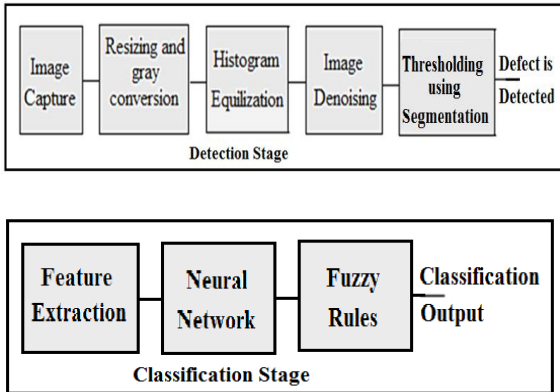 Image
Capture
Resizing and
gray
conversion
Histogram
Equilization
Image
Denoising
Thresholding
using
Segmentation
Defect is
Detected
Detection Stage
Feature
Extraction
Neural
Network
Fuzzy
Rules
Classification
Output
Classification Stage